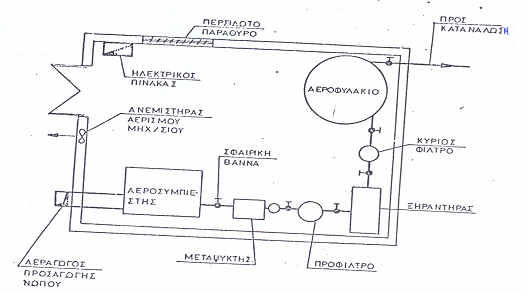 ΠΕΡΣΙΔΩΤΟ
ΠΑΡΑΘΥΡΟ
ΠΡΟΣ
ΚΑΤΑΝΑΛΩΣΗ
ΗΛΕΚΤΡΙΚΟΣ
ΠΙΝΑΚΑΣ
ΑΕΡΟΦΥΛΑΚΙΟ
ΑΝΕΜΙΣΤΗΡΑΣ
ΑΕΡΙΣΜΟΥ
ΜΗΧ/ΣΙΟΥ
ΣΦΑΙΡΙΚΗ
ΒΑΝΝΑ
ΚΥΡΙΟΣ
ΦΙΛΤΡΟ
ΑΕΡΟΣΥΜΠΙΕ-
ΣΤΗΣ
ΞΗΡΑΝΤΗΡΑΣ
ΜΕΤΑΨΥΚΤΗΣ
ΠΡΟΦΙΛΤΡΟ
ΑΕΡΑΓΩΓΟΣ
ΠΡΟΣΑΓΩΓΗΣ
ΝΩΠΟΥ